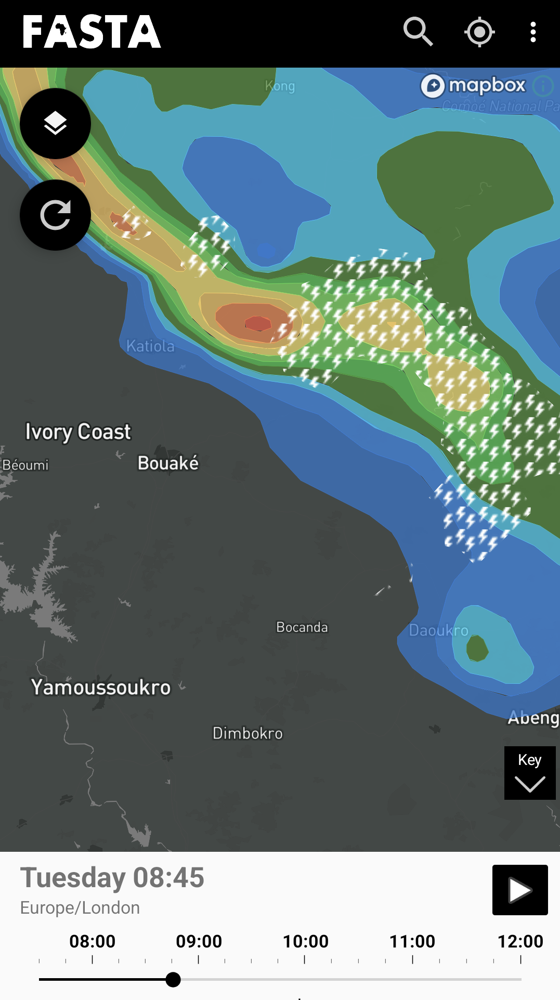 FASTA
Kong
mapbox
Comoé National Pa
Katiola
Ivory Coast
Béoumi
Bouaké
Bocanda
Daoukro
Yamoussoukro
Abeng
Dimbokro
Key
Tuesday 08:45
Europe/London
08:00 09:00 10:00 11:00 12:00